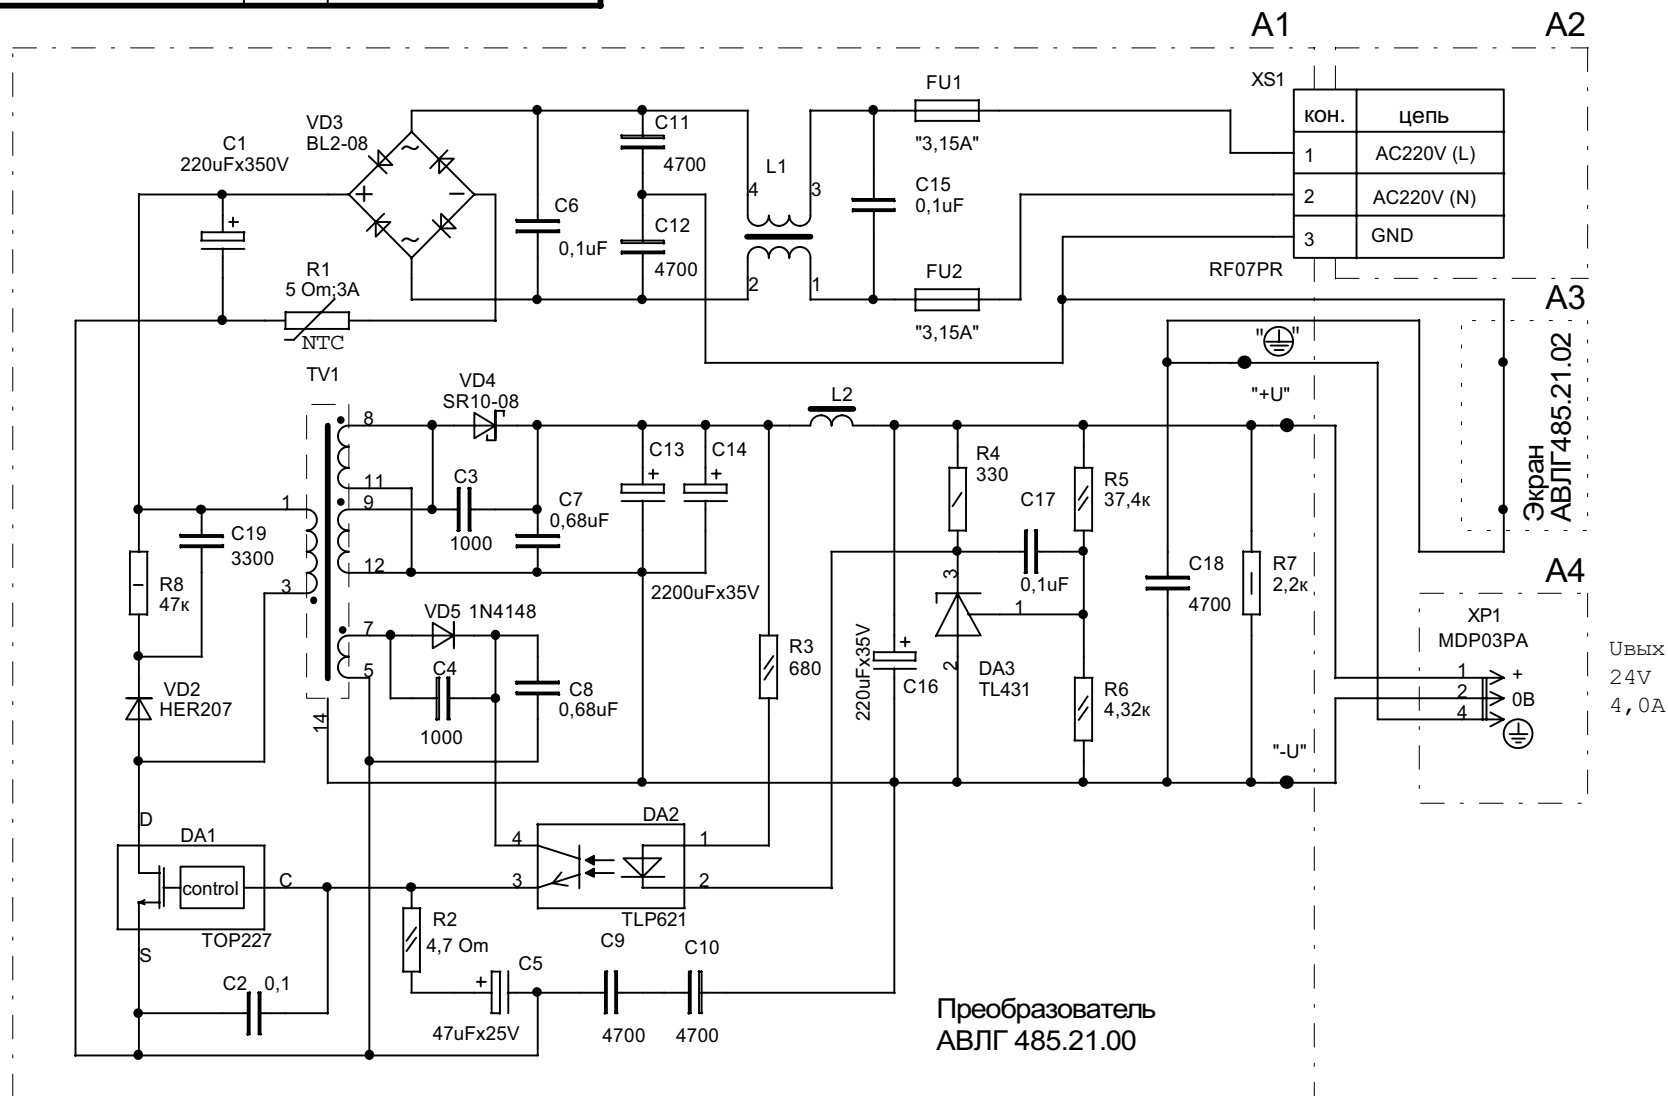 A1
A2
C1
220uFx350V
VD3
BL2-08
~
+
-
~
+
R1
5 Om;3A
NTC
C6
0,1uF
C11
4700
C12
4700
L1
4
3
2
1
C15
0,1uF
FU1
"3,15A"
FU2
"3,15A"
XS1
кон.
цепь
1
AC220V (L)
2
AC220V (N)
3
GND
RF07PR
A3
Экран
АВЛГ485.21.02
" "
"+U"
TV1
8
11
9
12
1
3
7
5
14
VD4
SR10-08
C3
1000
C7
0,68uF
C13
+
C14
+
2200uFx35V
L2
R4
330
C17
0,1uF
R5
37,4к
C19
3300
R8
47к
VD2
HER207
VD5 1N4148
C4
1000
C8
0,68uF
R3
680
220uFx35V
+
C16
3
1
2
DA3
TL431
R6
4,32к
C18
4700
R7
2,2к
A4
XP1
MDP03PA
1
+
2
0В
4
Uвых
24V
4,0A
"-U"
D
DA1
control
C
TOP227
S
C2 0,1
DA2
4
1
3
2
TLP621
R2
4,7 Om
+
C5
47uFx25V
C9
4700
C10
4700
Преобразователь
АВЛГ 485.21.00